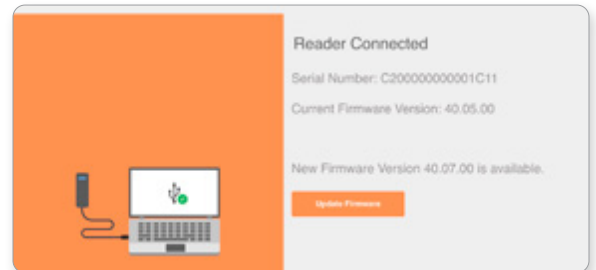 Reader Connected
Serial Number: C200000000001C11
Current Firmware Version: 40.05.00
New Firmware Version 40.07.00 is available.
Update Firmware